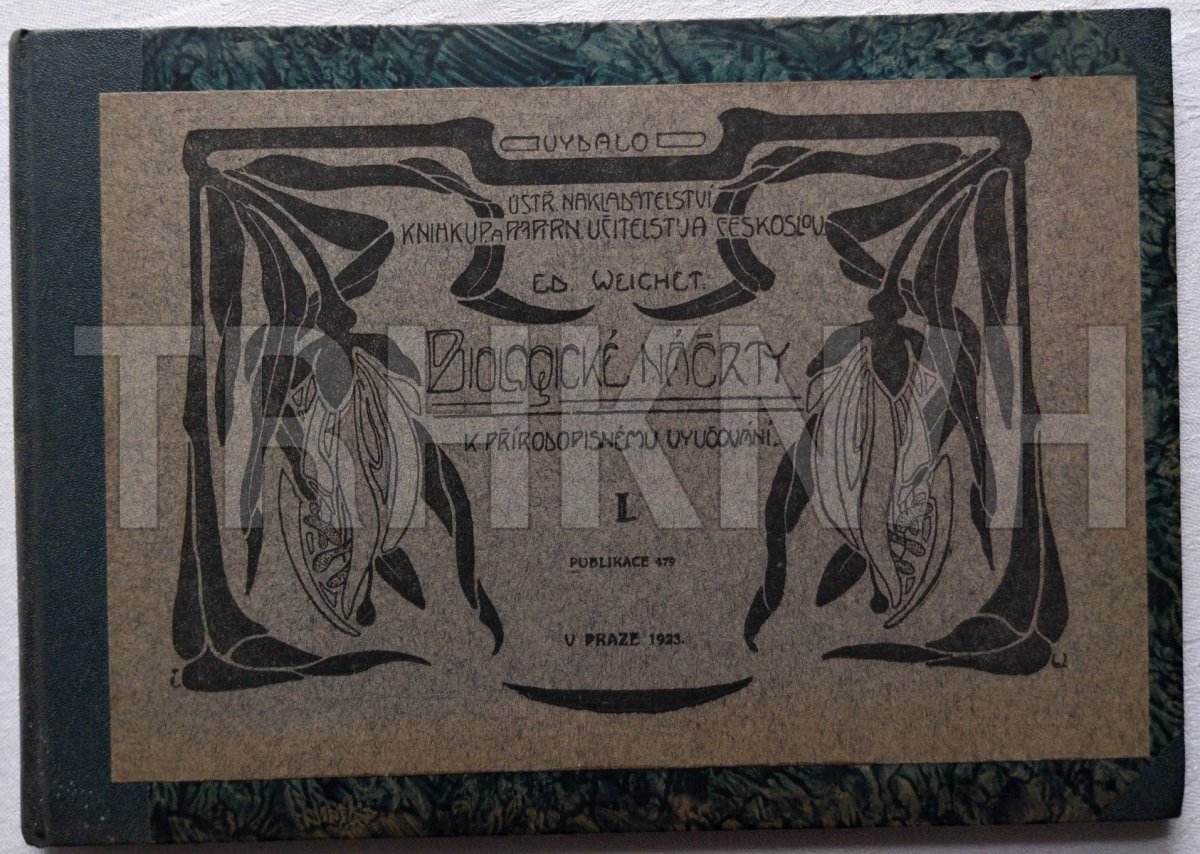 VYDALO
ÚSTŘ. NAKLADATELSTVÍ
KNIHKUP. A PAPÍRN. UČITELSTVA ČESKOSLOV.
ED. WEICHET.
BIOLOGICKÉ NÁČRTY
K PŘÍRODOPISNÉMU VYUČOVÁNÍ.
I.
PUBLIKACE 479
V PRAZE 1923.